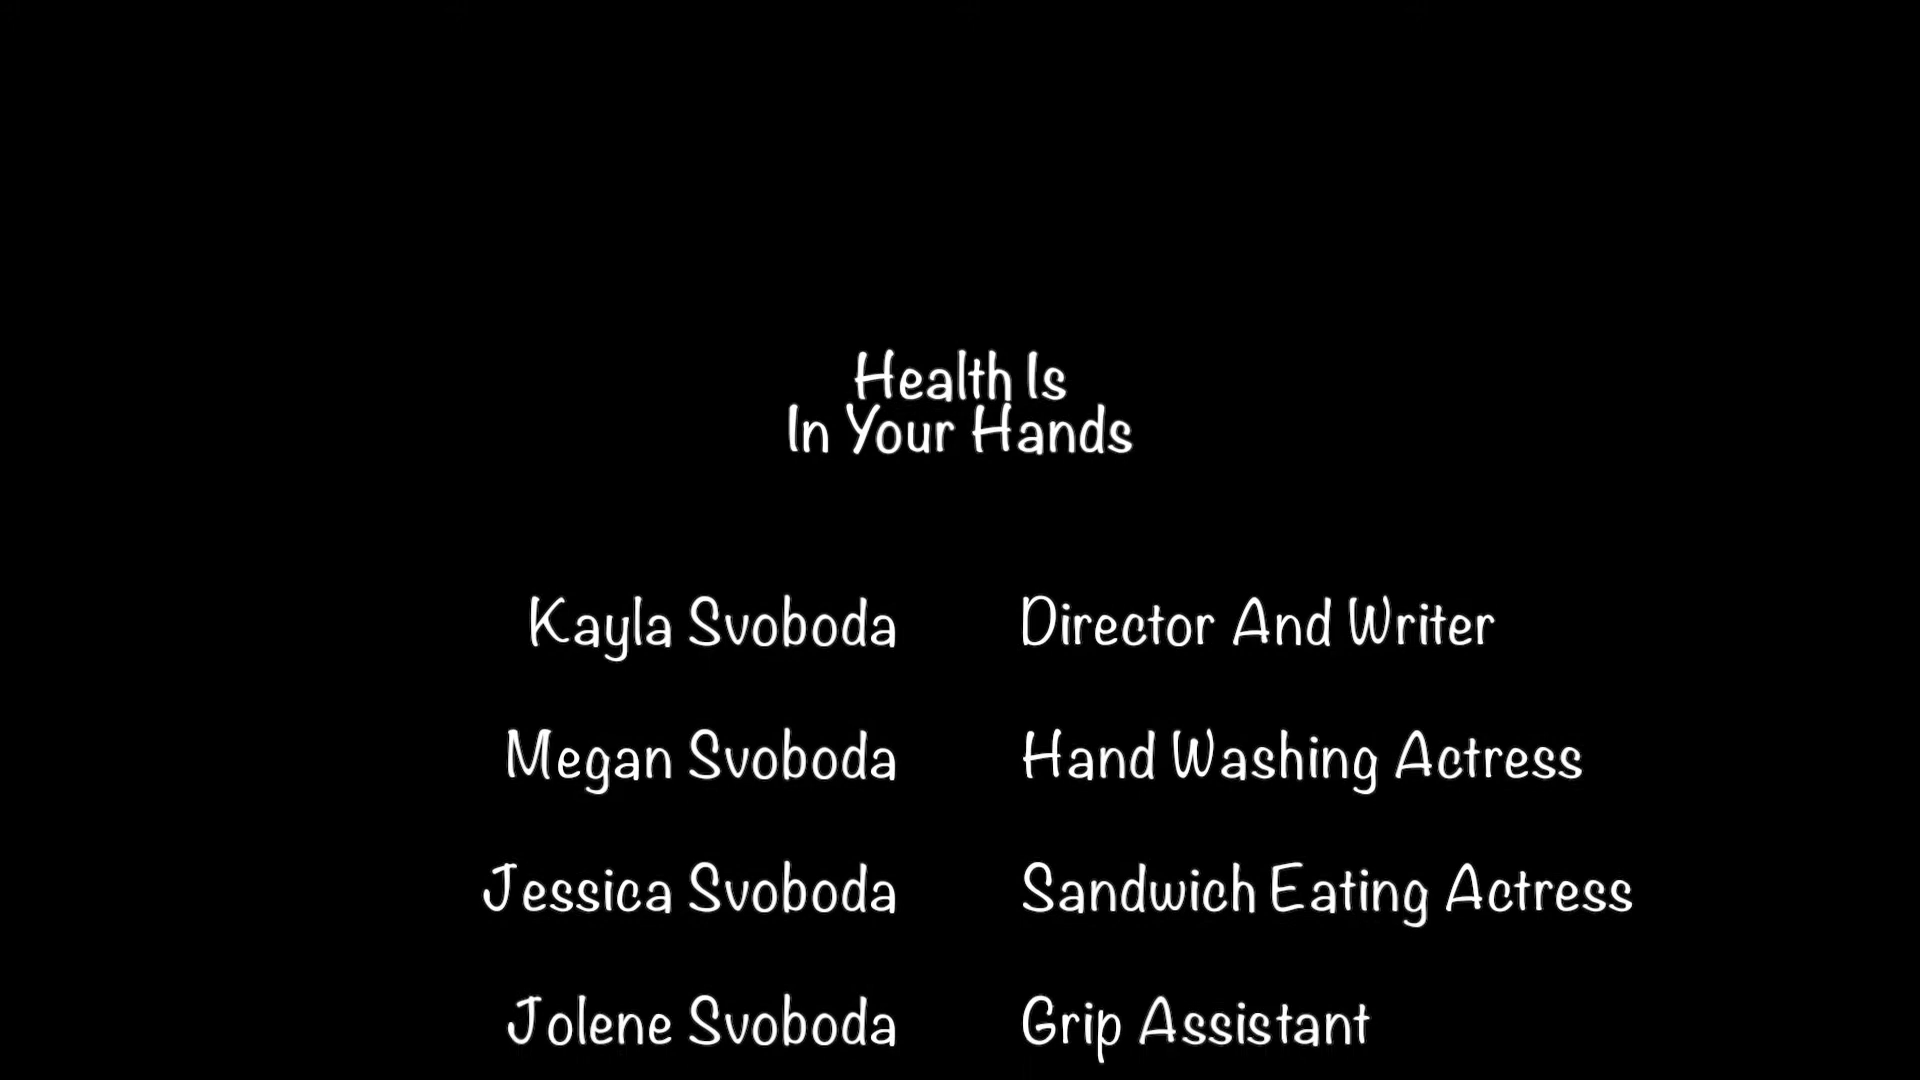 Health Is
In Your Hands
Kayla Svoboda Director And Writer
Megan Svoboda Hand Washing Actress
Jessica Svoboda Sandwich Eating Actress
Jolene Svoboda Grip Assistant